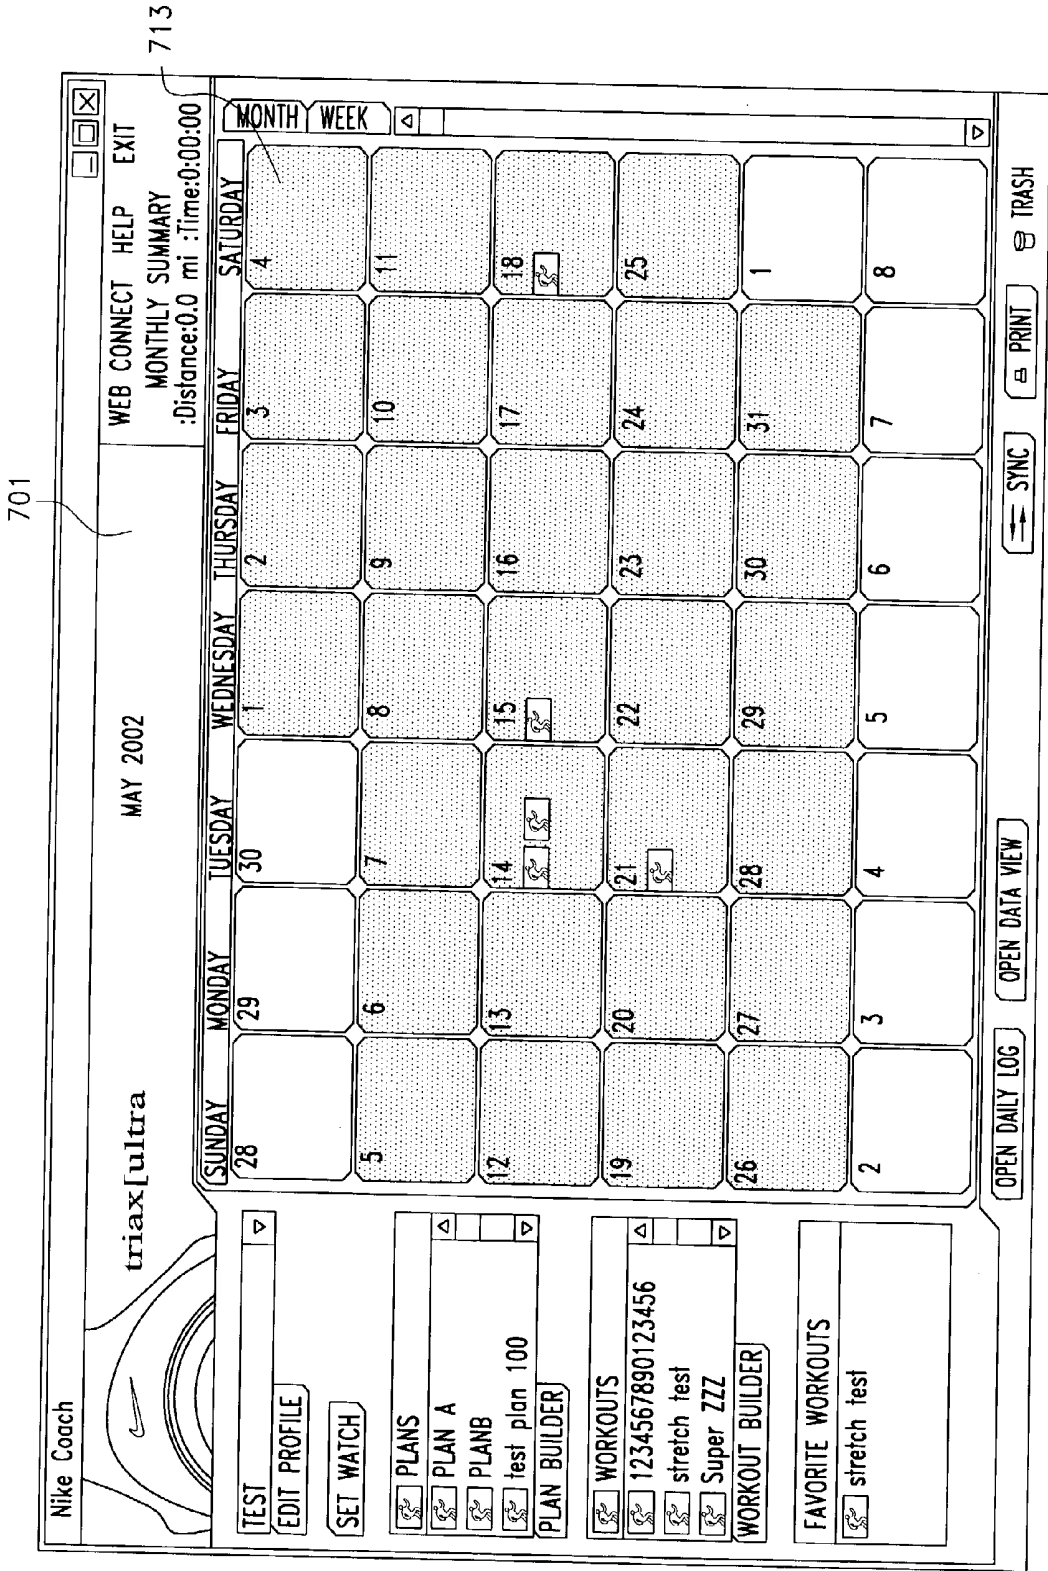 701
713
Nike Coach
triax[ultra
MAY 2002
WEB CONNECT HELP EXIT
MONTHLY SUMMARY
:Distance:0.0 mi :Time:0:00:00
TEST
EDIT PROFILE
SET WATCH
PLANS
PLAN A
PLANB
test plan 100
PLAN BUILDER
WORKOUTS
1234567890123456
stretch test
Super ZZZ
WORKOUT BUILDER
FAVORITE WORKOUTS
stretch test
SUNDAY MONDAY TUESDAY WEDNESDAY THURSDAY FRIDAY SATURDAY
28 29 30 1 2 3 4
5 6 7 8 9 10 11
12 13 14 15 16 17 18
19 20 21 22 23 24 25
26 27 28 29 30 31 1
2 3 4 5 6 7 8
MONTH
WEEK
OPEN DAILY LOG OPEN DATA VIEW SYNC PRINT TRASH